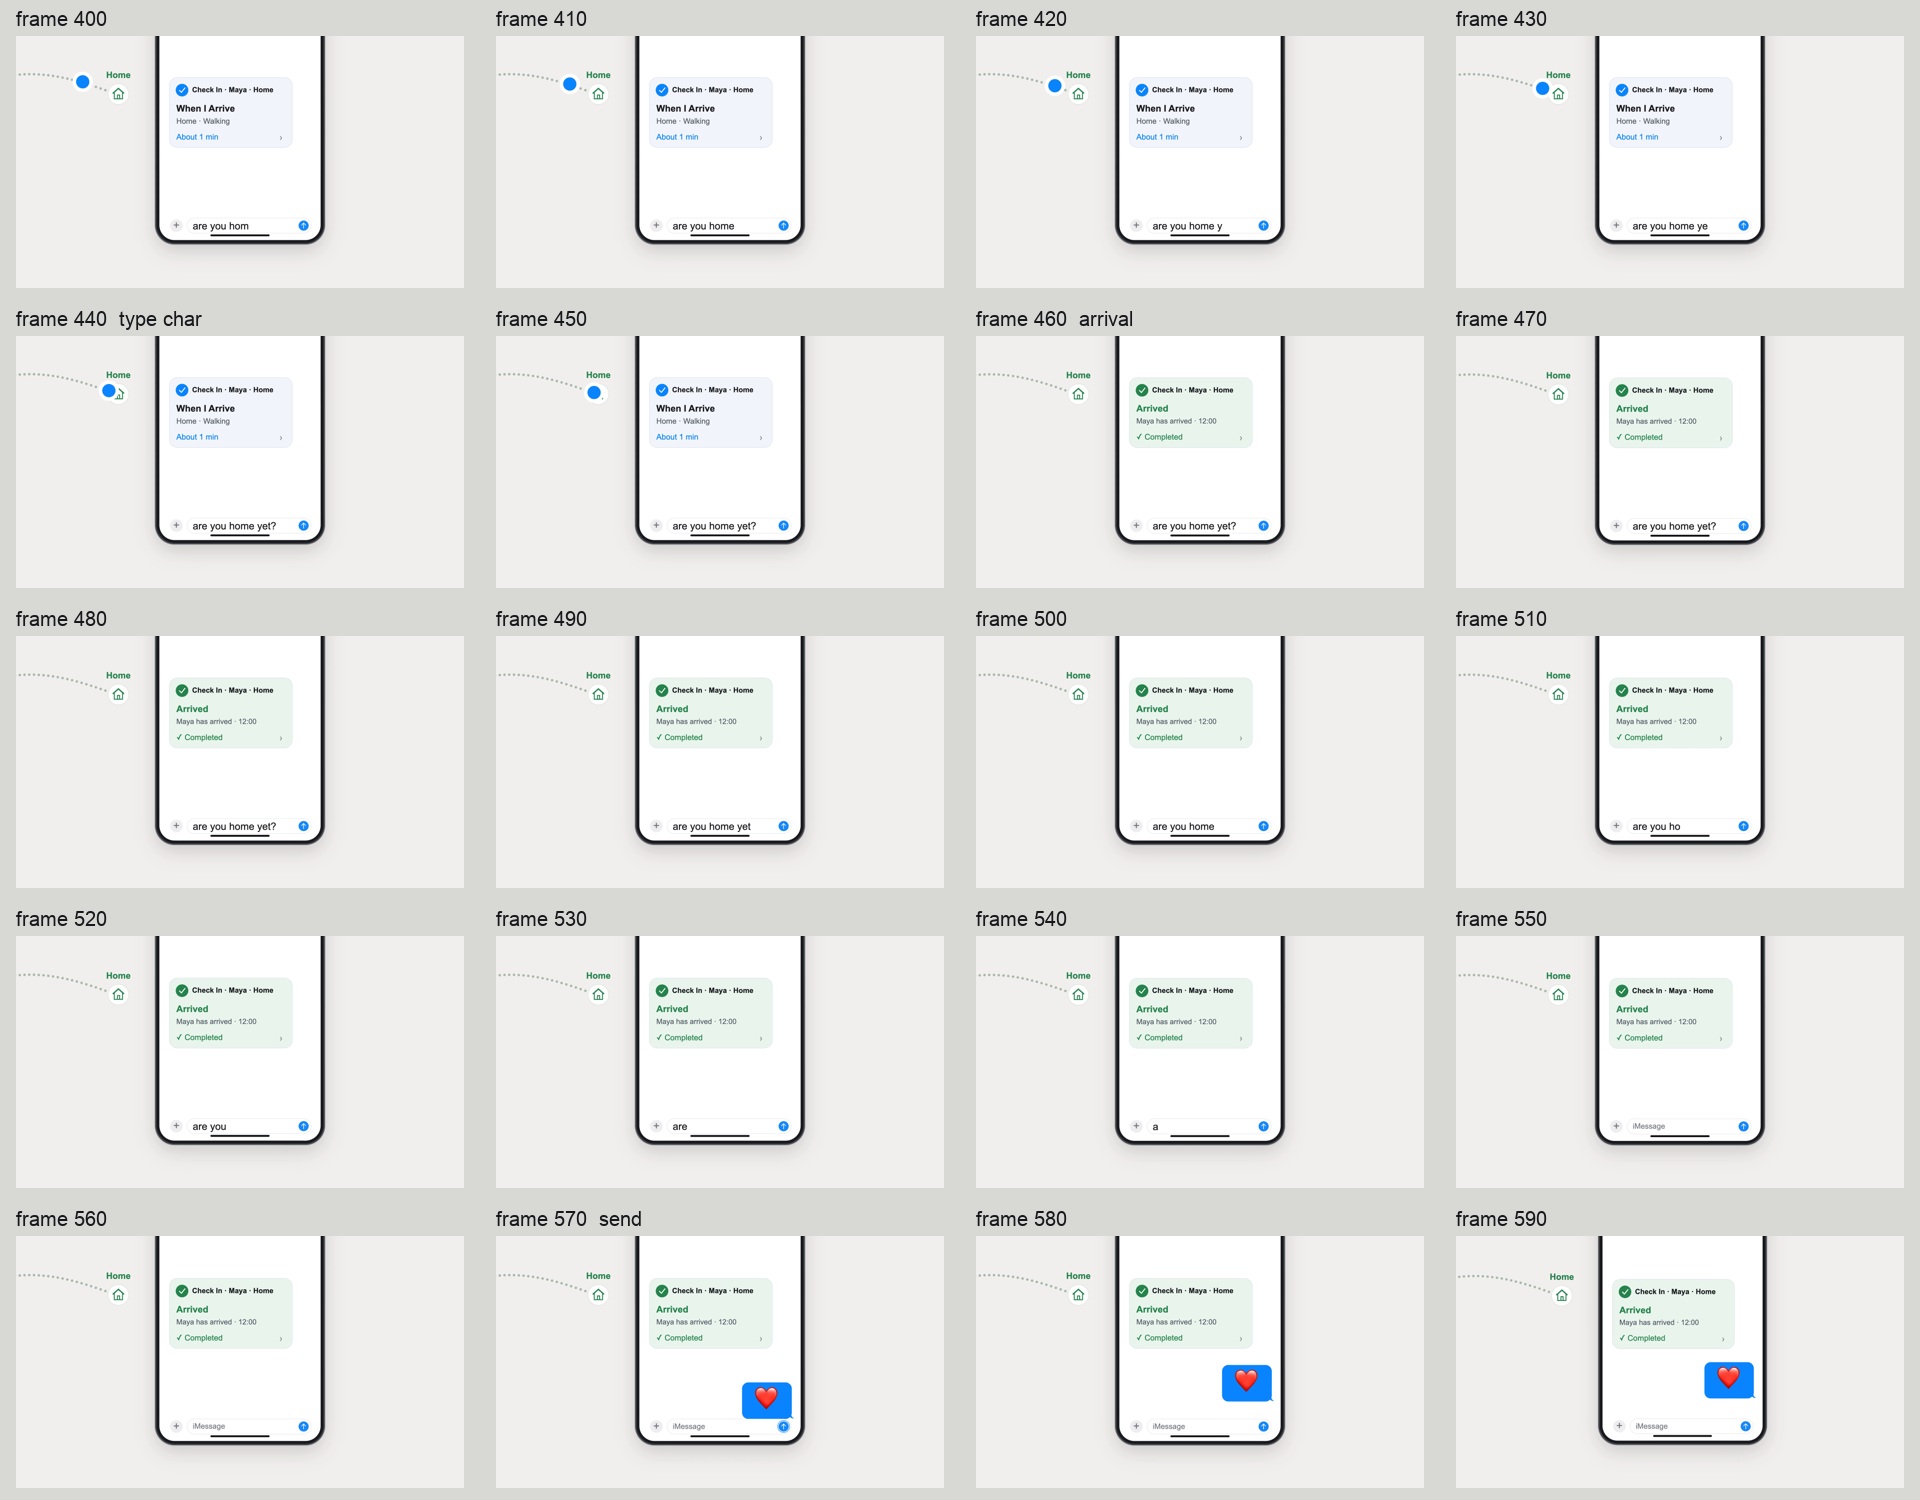 frame 400
Home
Check In · Maya · Home
When I Arrive
Home · Walking
About 1 min
are you hom
frame 410
Home
Check In · Maya · Home
When I Arrive
Home · Walking
About 1 min
are you home
frame 420
Home
Check In · Maya · Home
When I Arrive
Home · Walking
About 1 min
are you home y
frame 430
Home
Check In · Maya · Home
When I Arrive
Home · Walking
About 1 min
are you home ye
frame 440 type char
Home
Check In · Maya · Home
When I Arrive
Home · Walking
About 1 min
are you home yet?
frame 450
Home
Check In · Maya · Home
When I Arrive
Home · Walking
About 1 min
are you home yet?
frame 460 arrival
Home
Check In · Maya · Home
Arrived
Maya has arrived · 12:00
✓ Completed
are you home yet?
frame 470
Home
Check In · Maya · Home
Arrived
Maya has arrived · 12:00
✓ Completed
are you home yet?
frame 480
Home
Check In · Maya · Home
Arrived
Maya has arrived · 12:00
✓ Completed
are you home yet?
frame 490
Home
Check In · Maya · Home
Arrived
Maya has arrived · 12:00
✓ Completed
are you home yet
frame 500
Home
Check In · Maya · Home
Arrived
Maya has arrived · 12:00
✓ Completed
are you home
frame 510
Home
Check In · Maya · Home
Arrived
Maya has arrived · 12:00
✓ Completed
are you ho
frame 520
Home
Check In · Maya · Home
Arrived
Maya has arrived · 12:00
✓ Completed
are you
frame 530
Home
Check In · Maya · Home
Arrived
Maya has arrived · 12:00
✓ Completed
are
frame 540
Home
Check In · Maya · Home
Arrived
Maya has arrived · 12:00
✓ Completed
a
frame 550
Home
Check In · Maya · Home
Arrived
Maya has arrived · 12:00
✓ Completed
iMessage
frame 560
Home
Check In · Maya · Home
Arrived
Maya has arrived · 12:00
✓ Completed
iMessage
frame 570 send
Home
Check In · Maya · Home
Arrived
Maya has arrived · 12:00
✓ Completed
❤️
iMessage
frame 580
Home
Check In · Maya · Home
Arrived
Maya has arrived · 12:00
✓ Completed
❤️
iMessage
frame 590
Home
Check In · Maya · Home
Arrived
Maya has arrived · 12:00
✓ Completed
❤️
iMessage